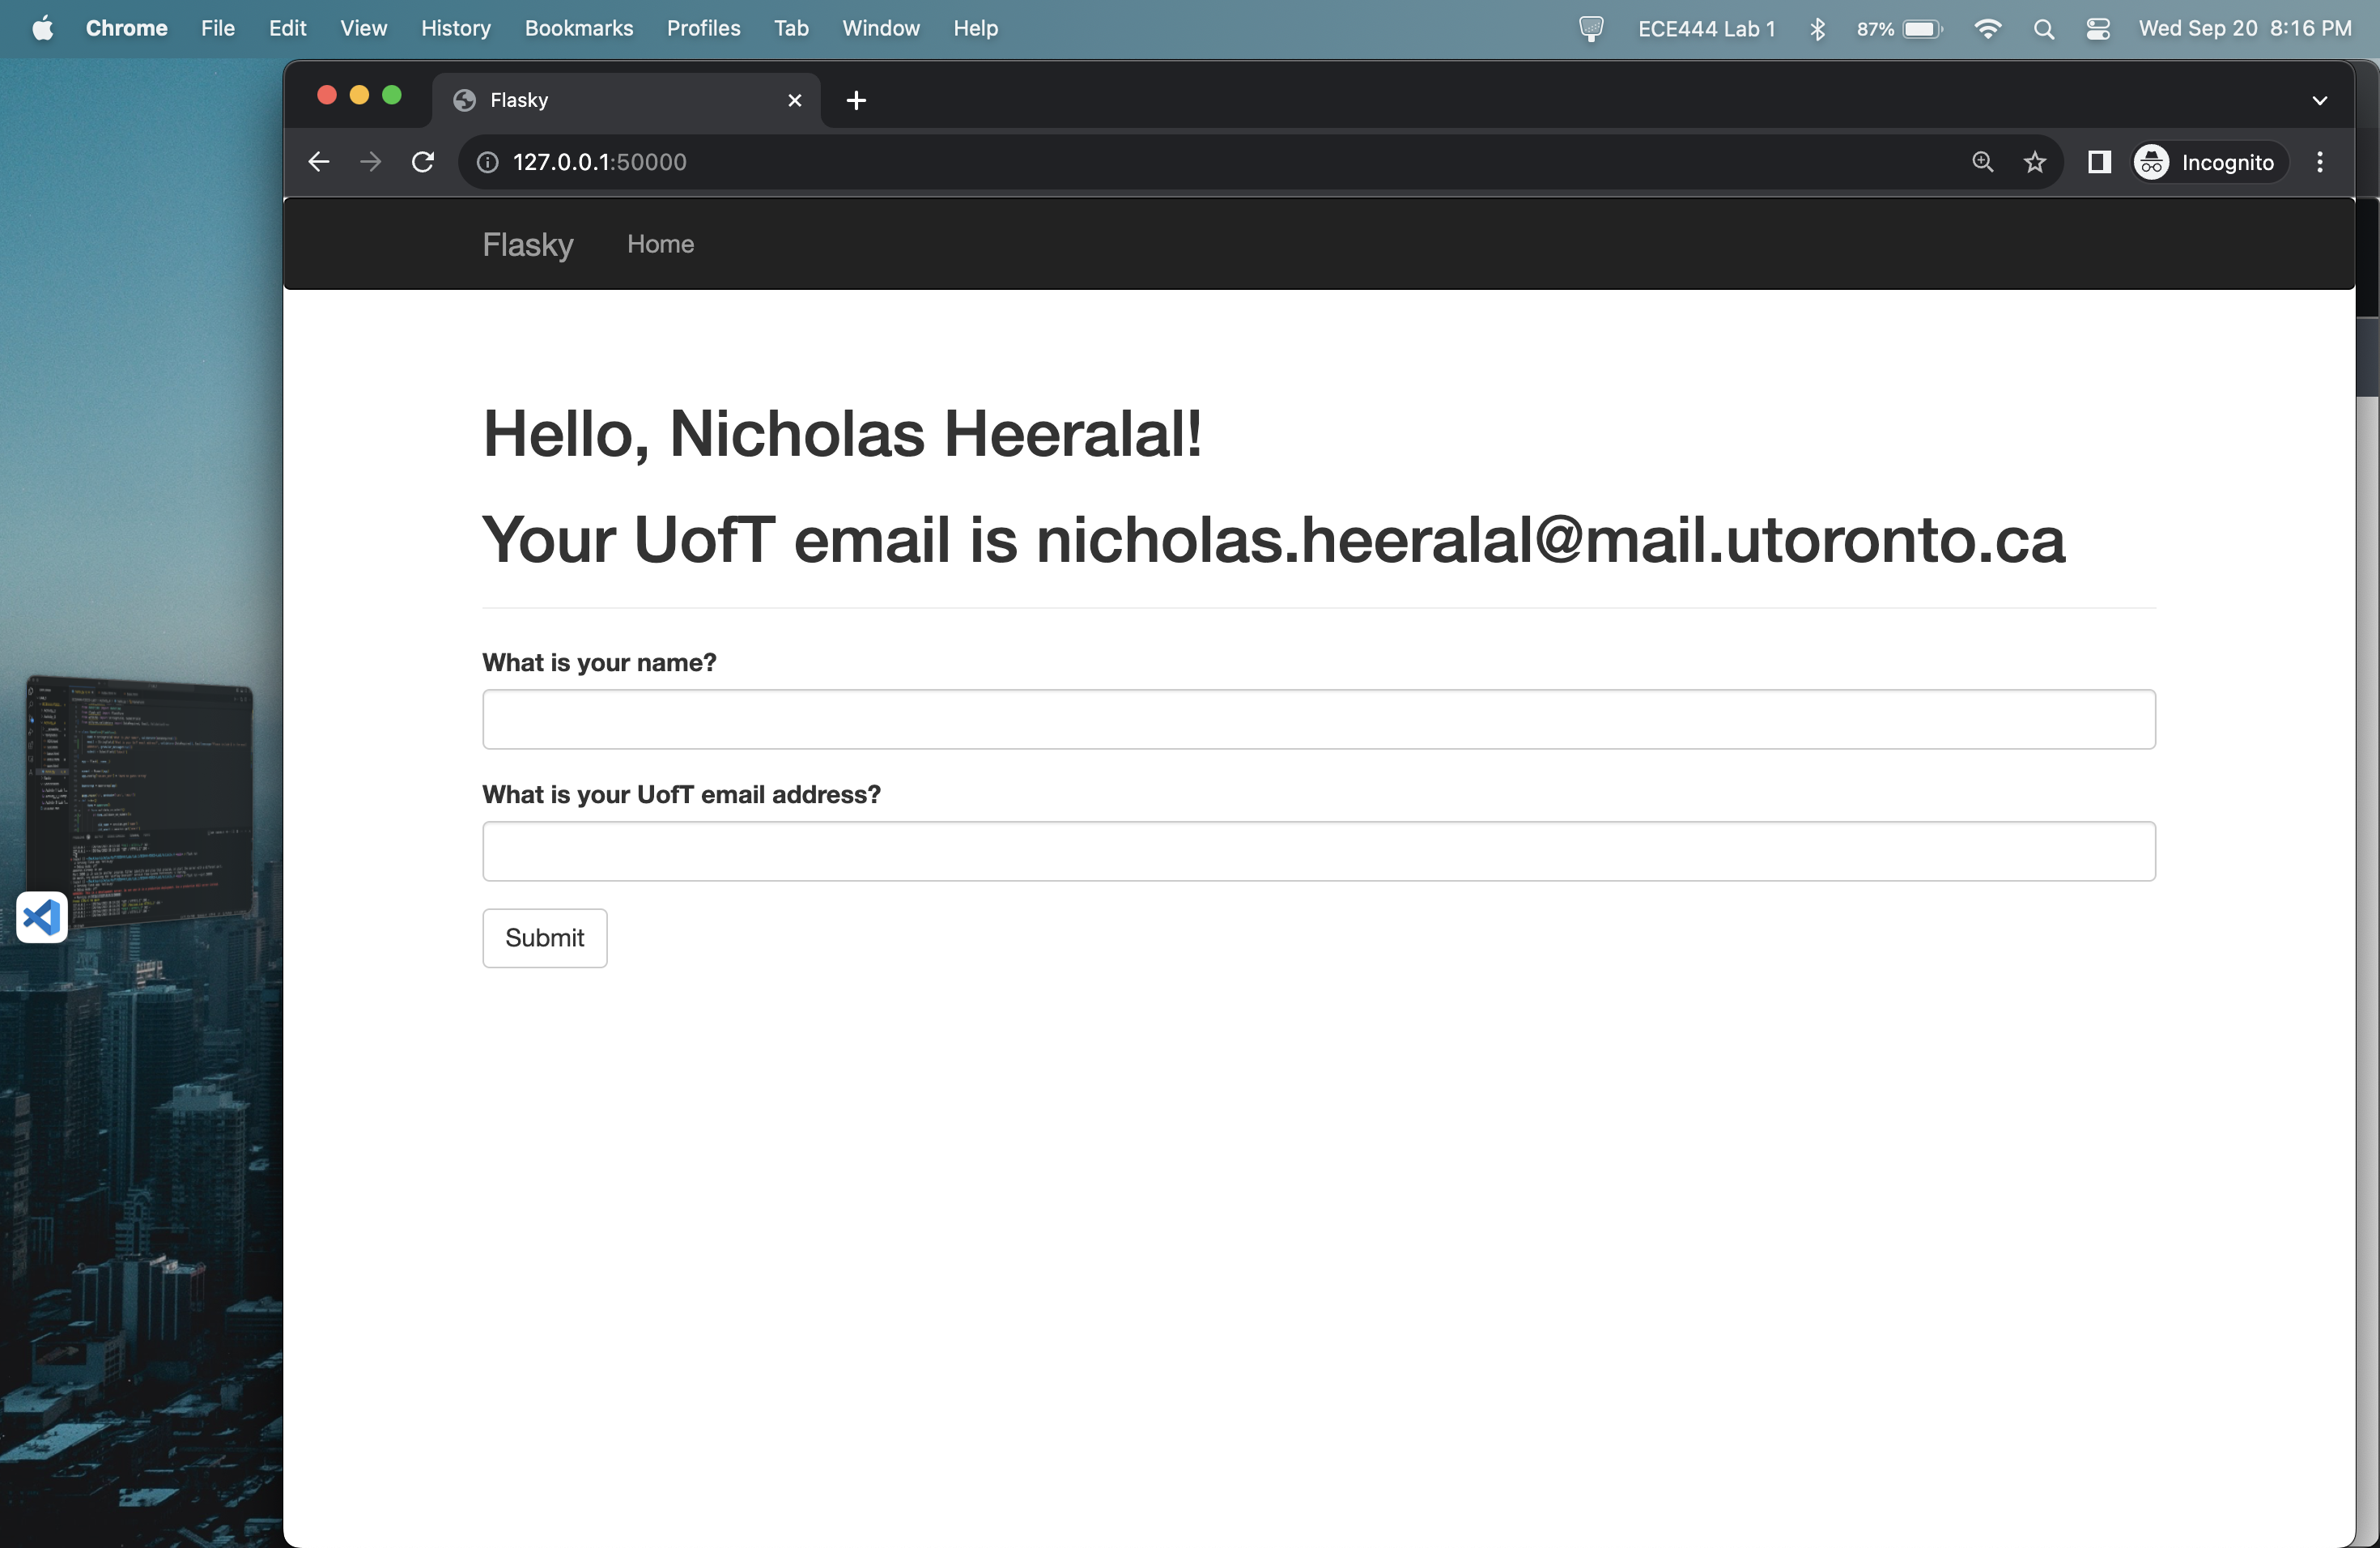 Chrome File Edit View History Bookmarks Profiles Tab Window Help ECE444 Lab 1 87% Wed Sep 20 8:16 PM
Flasky
127.0.0.1:50000 Incognito
Flasky Home
Hello, Nicholas Heeralal!
Your UofT email is nicholas.heeralal@mail.utoronto.ca
What is your name?
What is your UofT email address?
Submit